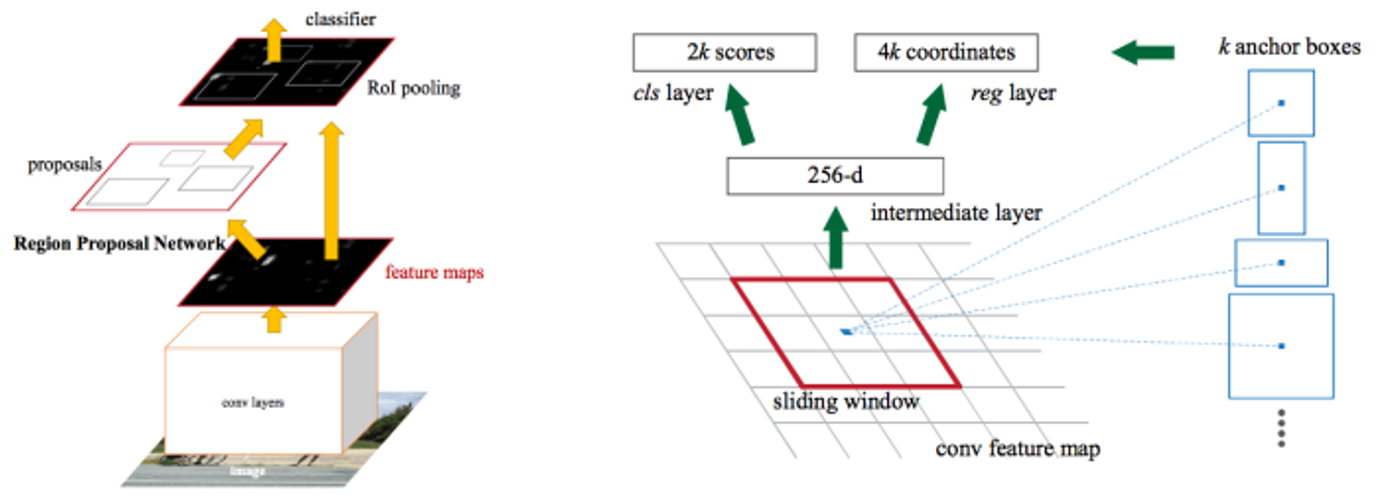 classifier
RoI pooling
proposals
Region Proposal Network
feature maps
conv layers
image
2k scores
4k coordinates
k anchor boxes
cls layer
reg layer
256-d
intermediate layer
sliding window
conv feature map